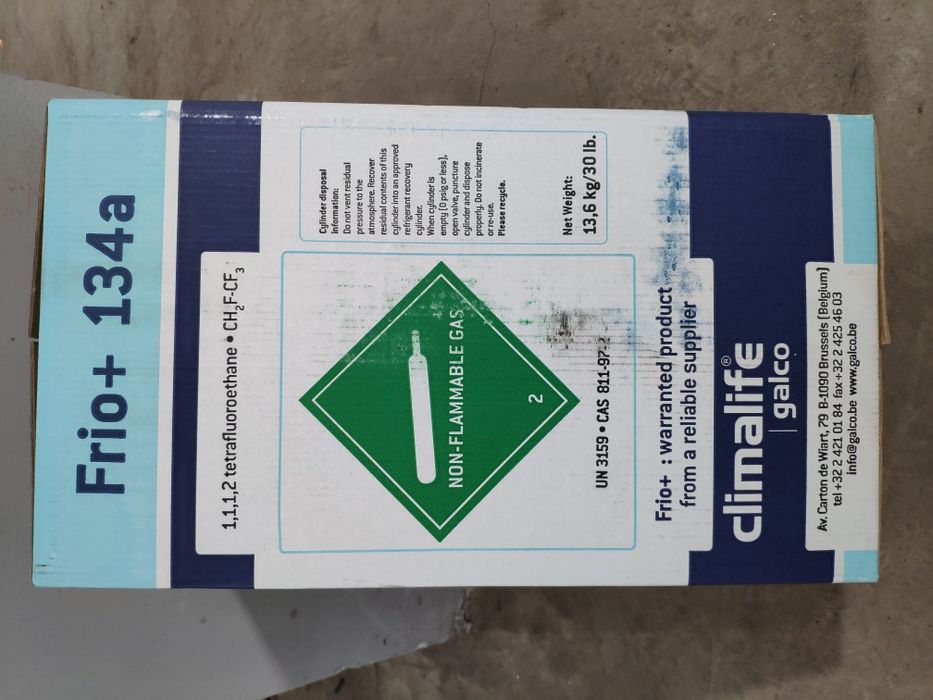 Frio+ 134a
1,1,1,2 tetrafluoroethane • CH₂F-CF₃
Cylinder disposal
Information:
Do not vent residual
pressure to the
atmosphere. Recover
residual contents of this
cylinder into an approved
refrigerant recovery
cylinder.
When cylinder is
empty (0 psig or less),
open valve, puncture
cylinder and dispose
properly. Do not incinerate
or re-use.
Please recycle.
Net Weight:
13,6 kg/30 lb.
NON-FLAMMABLE GAS
2
UN 3159 • CAS 811-97-2
Frio+ : warranted product
from a reliable supplier
climalife®
galco
Av. Carton de Wiart, 79 B-1090 Brussels (Belgium)
tel +32 2 421 01 84 fax +32 2 425 46 03
info@galco.be www.galco.be